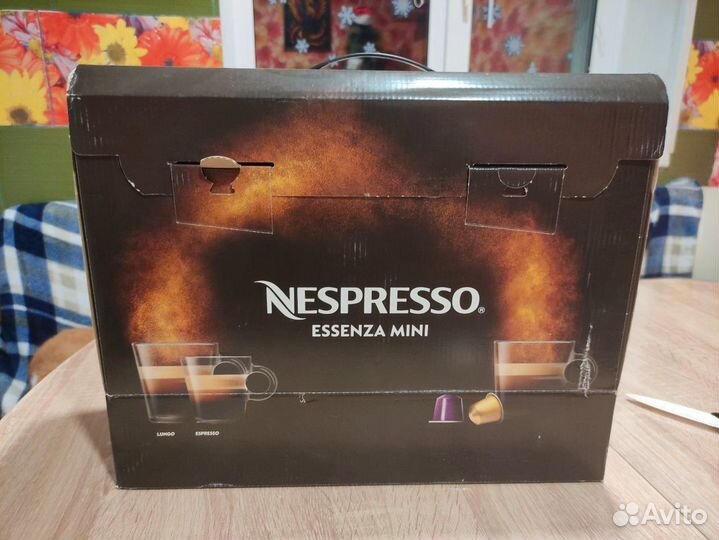 NESPRESSO®
ESSENZA MINI
LUNGO ESPRESSO
Avito